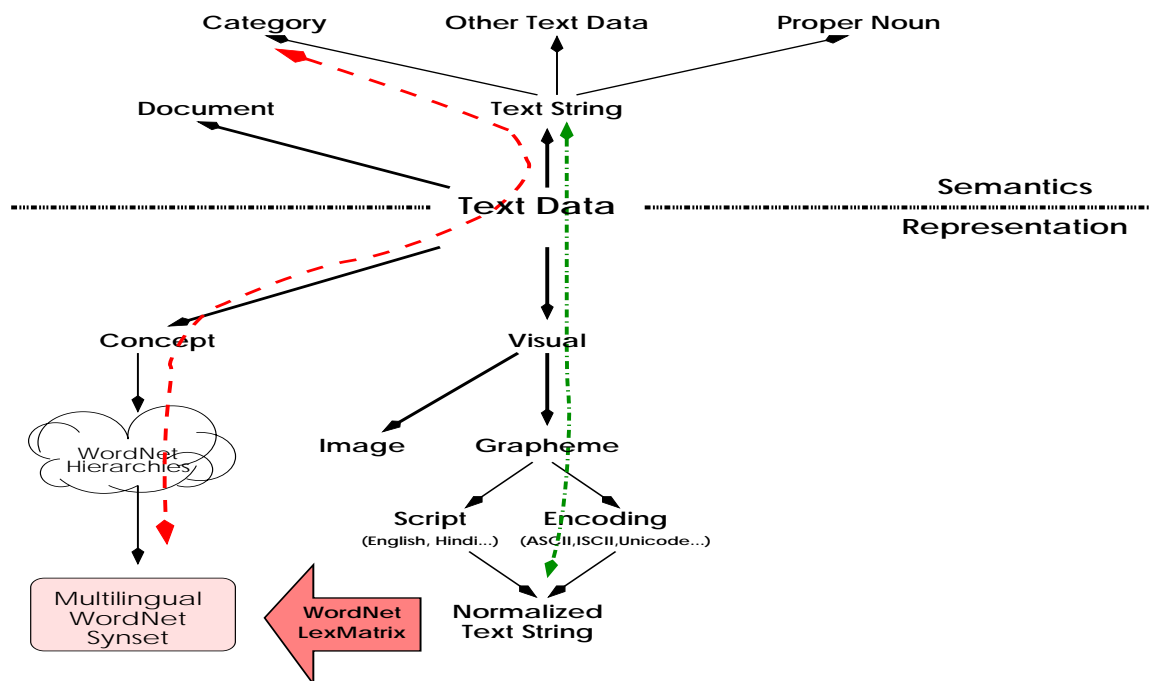 Category
Other Text Data
Proper Noun
Document
Text String
Semantics
Text Data
Representation
Concept
Visual
WordNet
Hierarchies
Image
Grapheme
Script
(English, Hindi...)
Encoding
(ASCII,ISCII,Unicode...)
Multilingual
WordNet
Synset
WordNet
LexMatrix
Normalized
Text String